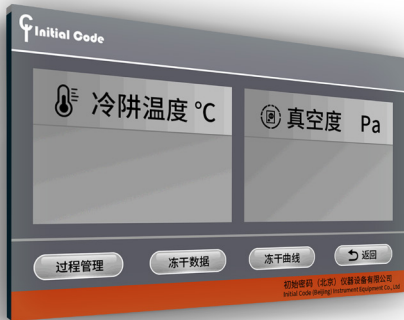 Initial Code
冷阱温度 °C
真空度 Pa
过程管理
冻干数据
冻干曲线
返回
初始密码（北京）仪器设备有限公司
Initial Code (Beijing) Instrument Equipment Co., Ltd